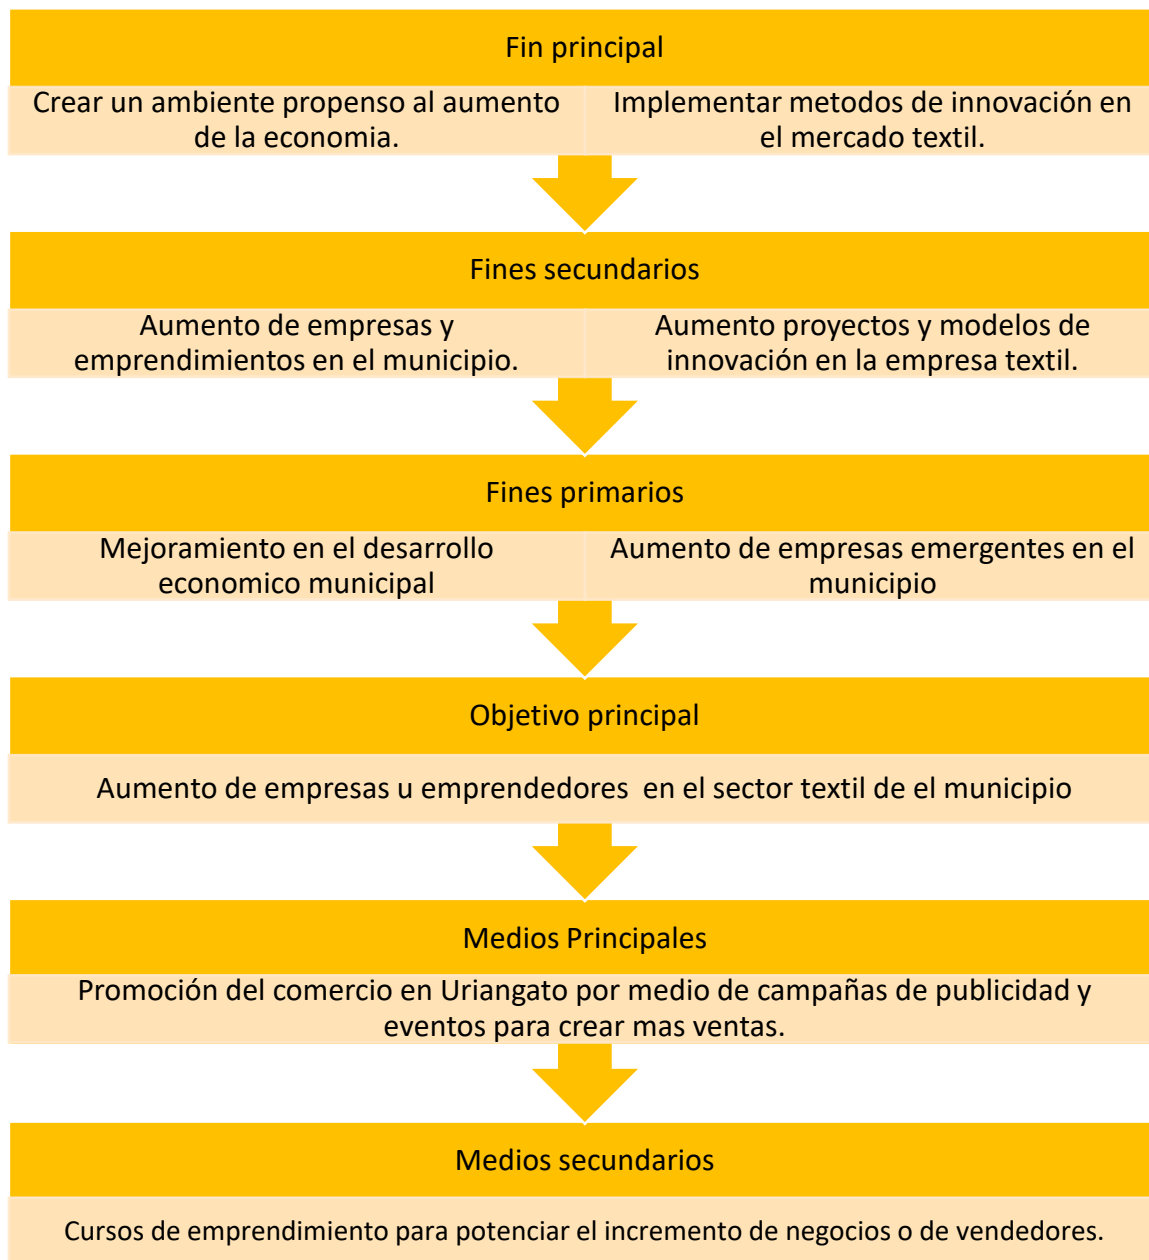 Fin principal
Crear un ambiente propenso al aumento
de la economia.
Implementar metodos de innovación en
el mercado textil.
Fines secundarios
Aumento de empresas y
emprendimientos en el municipio.
Aumento proyectos y modelos de
innovación en la empresa textil.
Fines primarios
Mejoramiento en el desarrollo
economico municipal
Aumento de empresas emergentes en el
municipio
Objetivo principal
Aumento de empresas u emprendedores  en el sector textil de el municipio
Medios Principales
Promoción del comercio en Uriangato por medio de campañas de publicidad y
eventos para crear mas ventas.
Medios secundarios
Cursos de emprendimiento para potenciar el incremento de negocios o de vendedores.